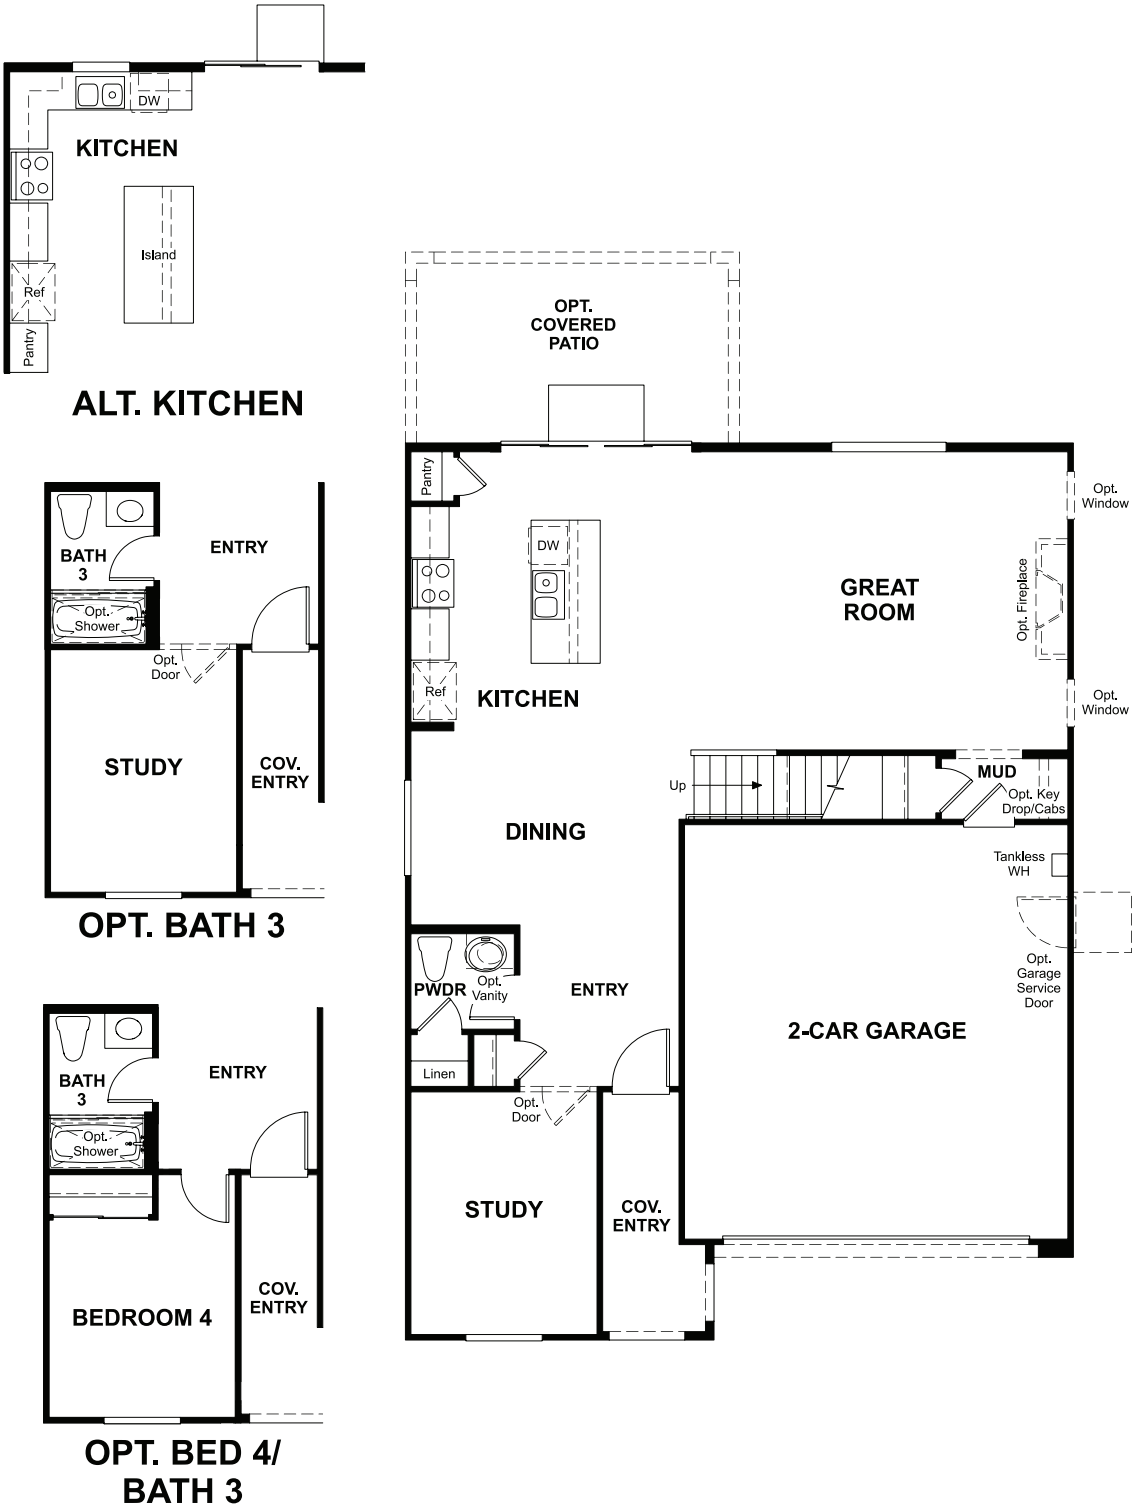 DW
KITCHEN
Island
Ref
Pantry
ALT. KITCHEN
BATH
3
ENTRY
Opt.
Shower
Opt.
Door
STUDY
COV.
ENTRY
OPT. BATH 3
BATH
3
ENTRY
Opt.
Shower
COV.
ENTRY
BEDROOM 4
OPT. BED 4/
BATH 3
OPT.
COVERED
PATIO
Pantry
Opt.
Window
DW
GREAT
ROOM
Opt. Fireplace
Ref
KITCHEN
Opt.
Window
MUD
Up
Opt. Key
Drop/Cabs
DINING
Tankless
WH
Opt.
Garage
Service
Door
PWDR
Opt.
Vanity
ENTRY
2-CAR GARAGE
Linen
Opt.
Door
STUDY
COV.
ENTRY